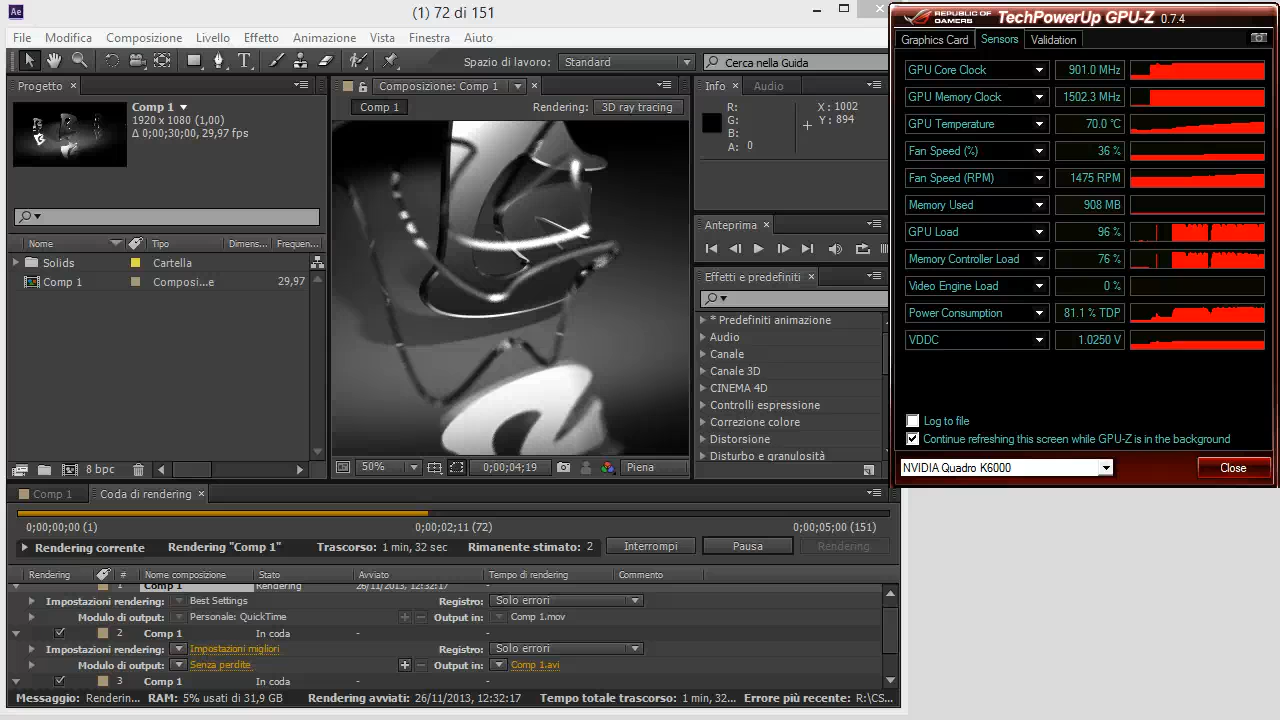 Ae
(1) 72 di 151
File Modifica Composizione Livello Effetto Animazione Vista Finestra Aiuto
Spazio di lavoro: Standard
Cerca nella Guida
Progetto
Comp 1
1920 x 1080 (1,00)
Δ 0;00;30;00, 29,97 fps
Nome Tipo Dimens... Frequen...
Solids Cartella
Comp 1 Composi...e 29,97
8 bpc
Composizione: Comp 1
Comp 1 Rendering: 3D ray tracing
50% 0;00;04;19 Piena
Info Audio
R: X : 1002
G: Y : 894
B:
A: 0
Anteprima
Effetti e predefiniti
* Predefiniti animazione
Audio
Canale
Canale 3D
CINEMA 4D
Controlli espressione
Correzione colore
Distorsione
Disturbo e granulosità
Comp 1 Coda di rendering
0;00;00;00 (1) 0;00;02;11 (72) 0;00;05;00 (151)
Rendering corrente Rendering "Comp 1" Trascorso: 1 min, 32 sec Rimanente stimato: 2 Interrompi Pausa Rendering
Rendering # Nome composizione Stato Avviato Tempo di rendering Commento
1 Comp 1 Rendering 26/11/2013, 12:32:17 -
Impostazioni rendering: Best Settings Registro: Solo errori
Modulo di output: Personale: QuickTime Output in: Comp 1.mov
2 Comp 1 In coda - -
Impostazioni rendering: Impostazioni migliori Registro: Solo errori
Modulo di output: Senza perdite Output in: Comp 1.avi
3 Comp 1 In coda - -
Messaggio: Renderin... RAM: 5% usati di 31,9 GB Rendering avviati: 26/11/2013, 12:32:17 Tempo totale trascorso: 1 min, 32... Errore più recente: R:\CS...
REPUBLIC OF
GAMERS
TechPowerUp GPU-Z 0.7.4
Graphics Card Sensors Validation
GPU Core Clock 901.0 MHz
GPU Memory Clock 1502.3 MHz
GPU Temperature 70.0 °C
Fan Speed (%) 36 %
Fan Speed (RPM) 1475 RPM
Memory Used 908 MB
GPU Load 96 %
Memory Controller Load 76 %
Video Engine Load 0 %
Power Consumption 81.1 % TDP
VDDC 1.0250 V
Log to file
Continue refreshing this screen while GPU-Z is in the background
NVIDIA Quadro K6000 Close